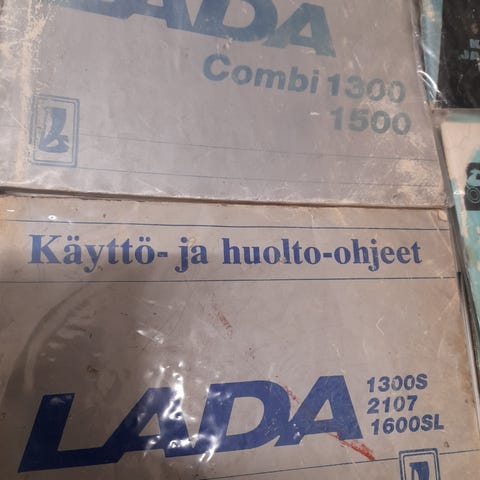 LADA
Combi 1300
1500
Käyttö- ja huolto-ohjeet
LADA
1300S
2107
1600SL